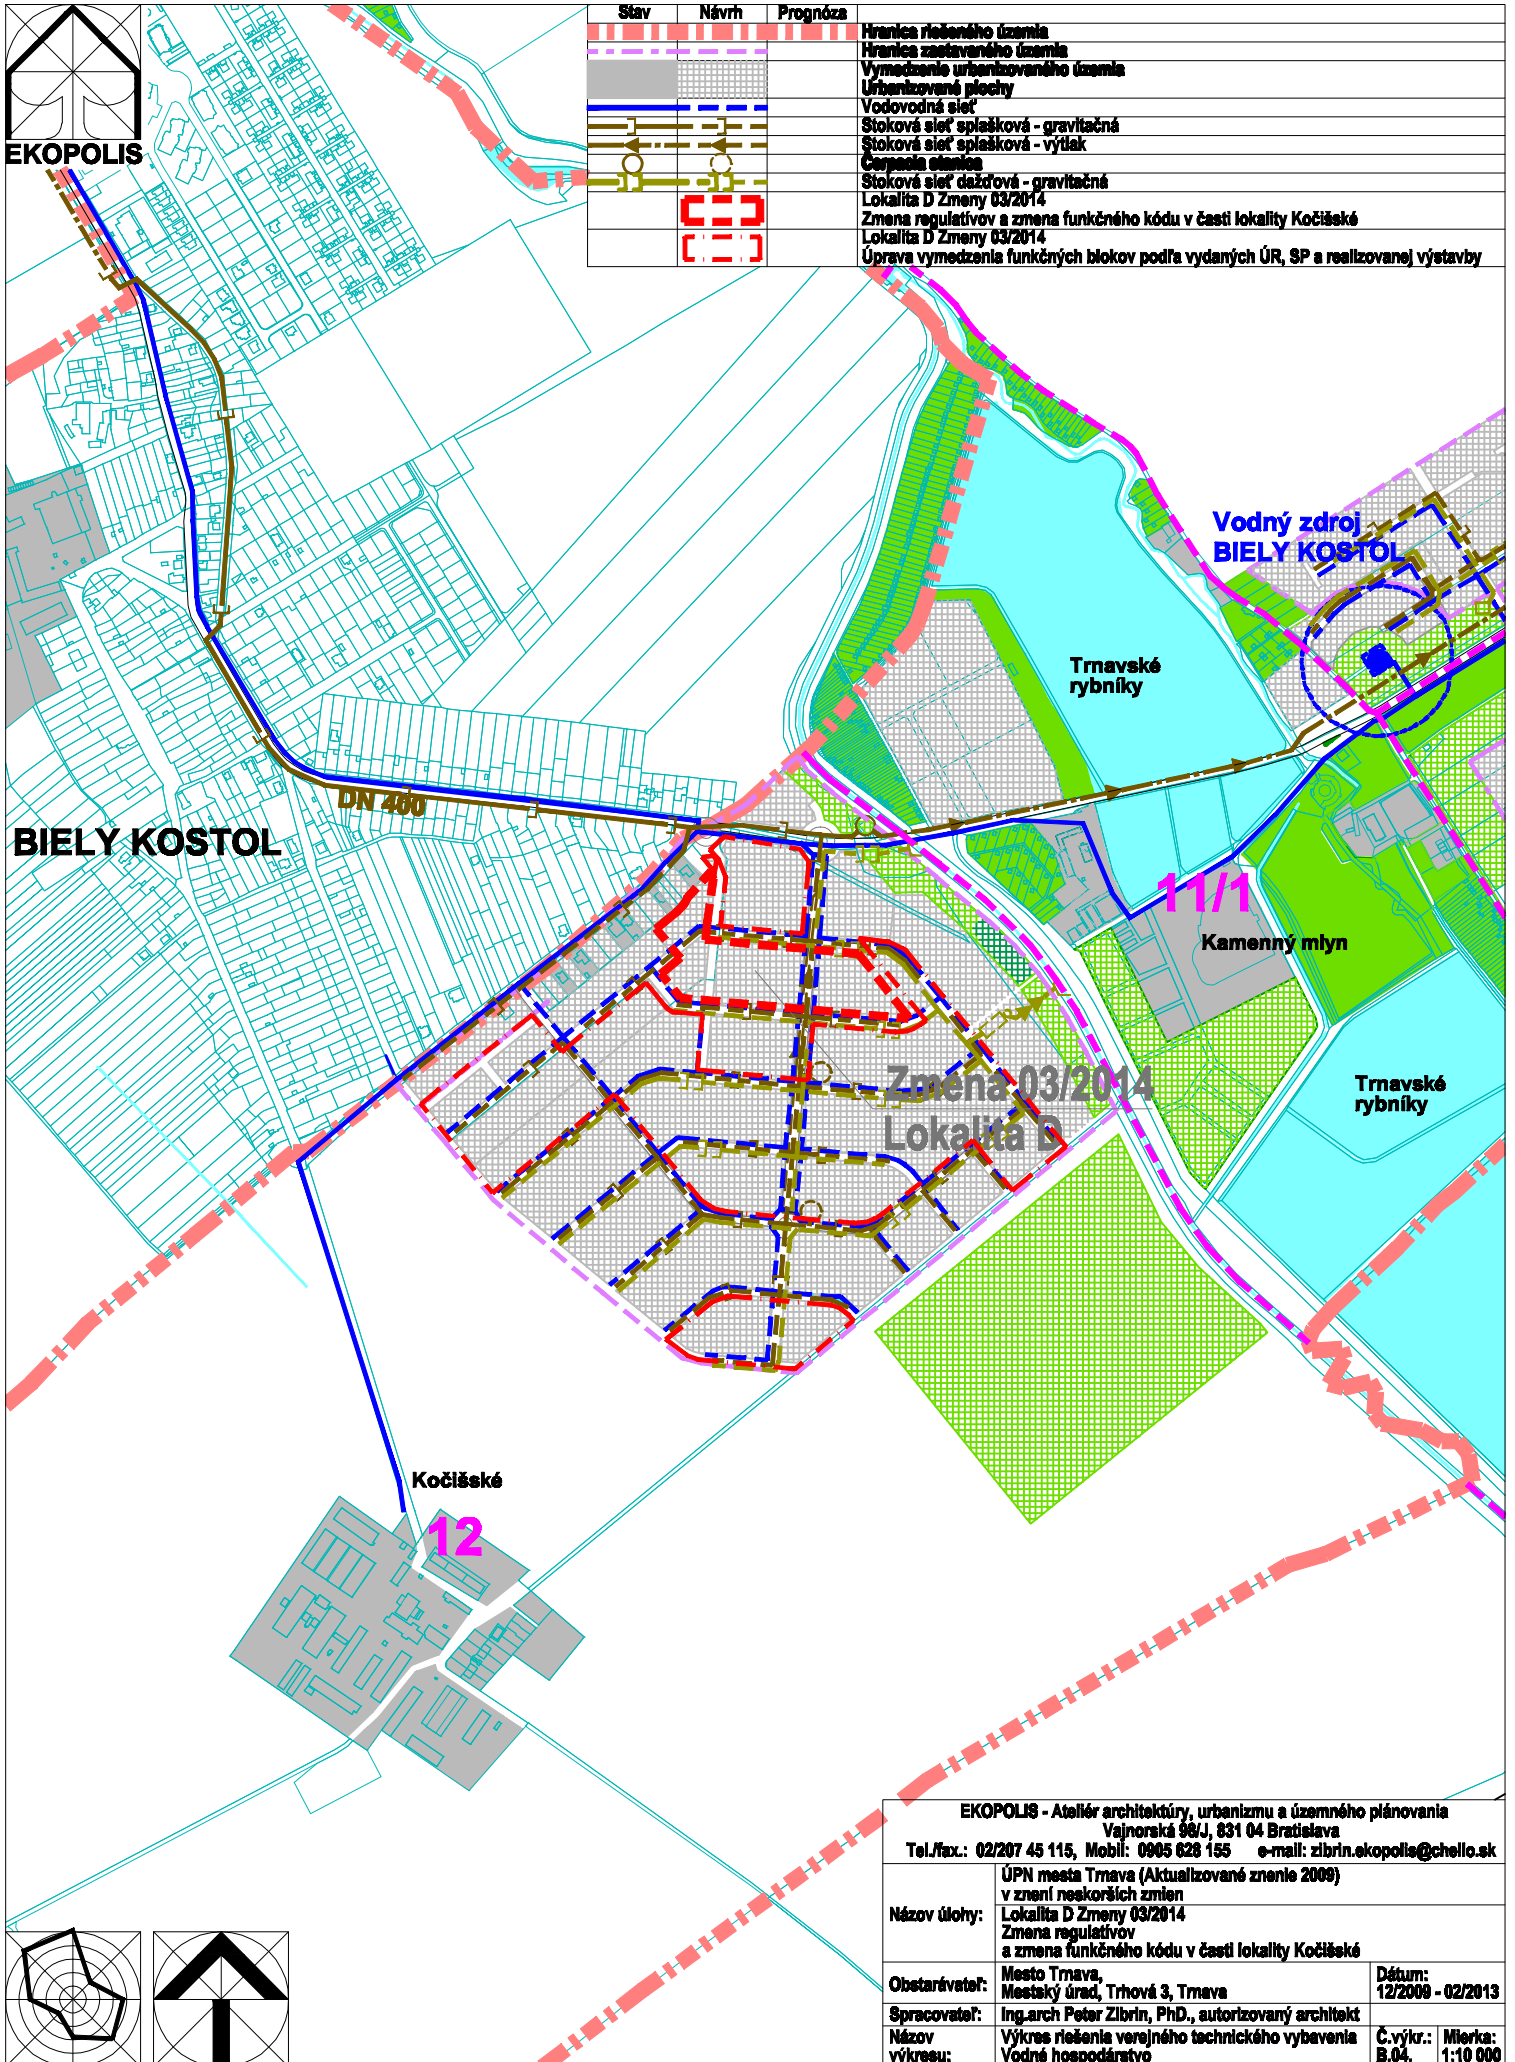 EKOPOLIS
Stav Návrh Prognóza
Hranica riešeného územia
Hranica zastavaného územia
Vymedzenie urbanizovaného územia
Urbanizované plochy
Vodovodná sieť
Stoková sieť splašková - gravitačná
Stoková sieť splašková - výtlak
Čerpacia stanica
Stoková sieť dažďová - gravitačná
Lokalita D Zmeny 03/2014
Zmena regulatívov a zmena funkčného kódu v časti lokality Kočišské
Lokalita D Zmeny 03/2014
Úprava vymedzenia funkčných blokov podľa vydaných ÚR, SP a realizovanej výstavby
Vodný zdroj
BIELY KOSTOL
Trnavské
rybníky
DN 400
BIELY KOSTOL
11/1
Kamenný mlyn
Zmena 03/2014
Lokalita D
Trnavské
rybníky
Kočišské
12
EKOPOLIS - Ateliér architektúry, urbanizmu a územného plánovania
Vajnorská 98/J, 831 04 Bratislava
Tel./fax.: 02/207 45 115, Mobil: 0905 628 155 e-mail: zibrin.ekopolis@chello.sk
Názov úlohy:
ÚPN mesta Trnava (Aktualizované znenie 2009)
v znení neskorších zmien
Lokalita D Zmeny 03/2014
Zmena regulatívov
a zmena funkčného kódu v časti lokality Kočišské
Obstarávateľ:
Mesto Trnava,
Mestský úrad, Trhová 3, Trnava
Dátum:
12/2009 - 02/2013
Spracovateľ: Ing.arch Peter Zibrin, PhD., autorizovaný architekt
Názov
výkresu:
Výkres riešenia verejného technického vybavenia
Vodné hospodárstvo
Č.výkr.:
B.04.
Mierka:
1:10 000